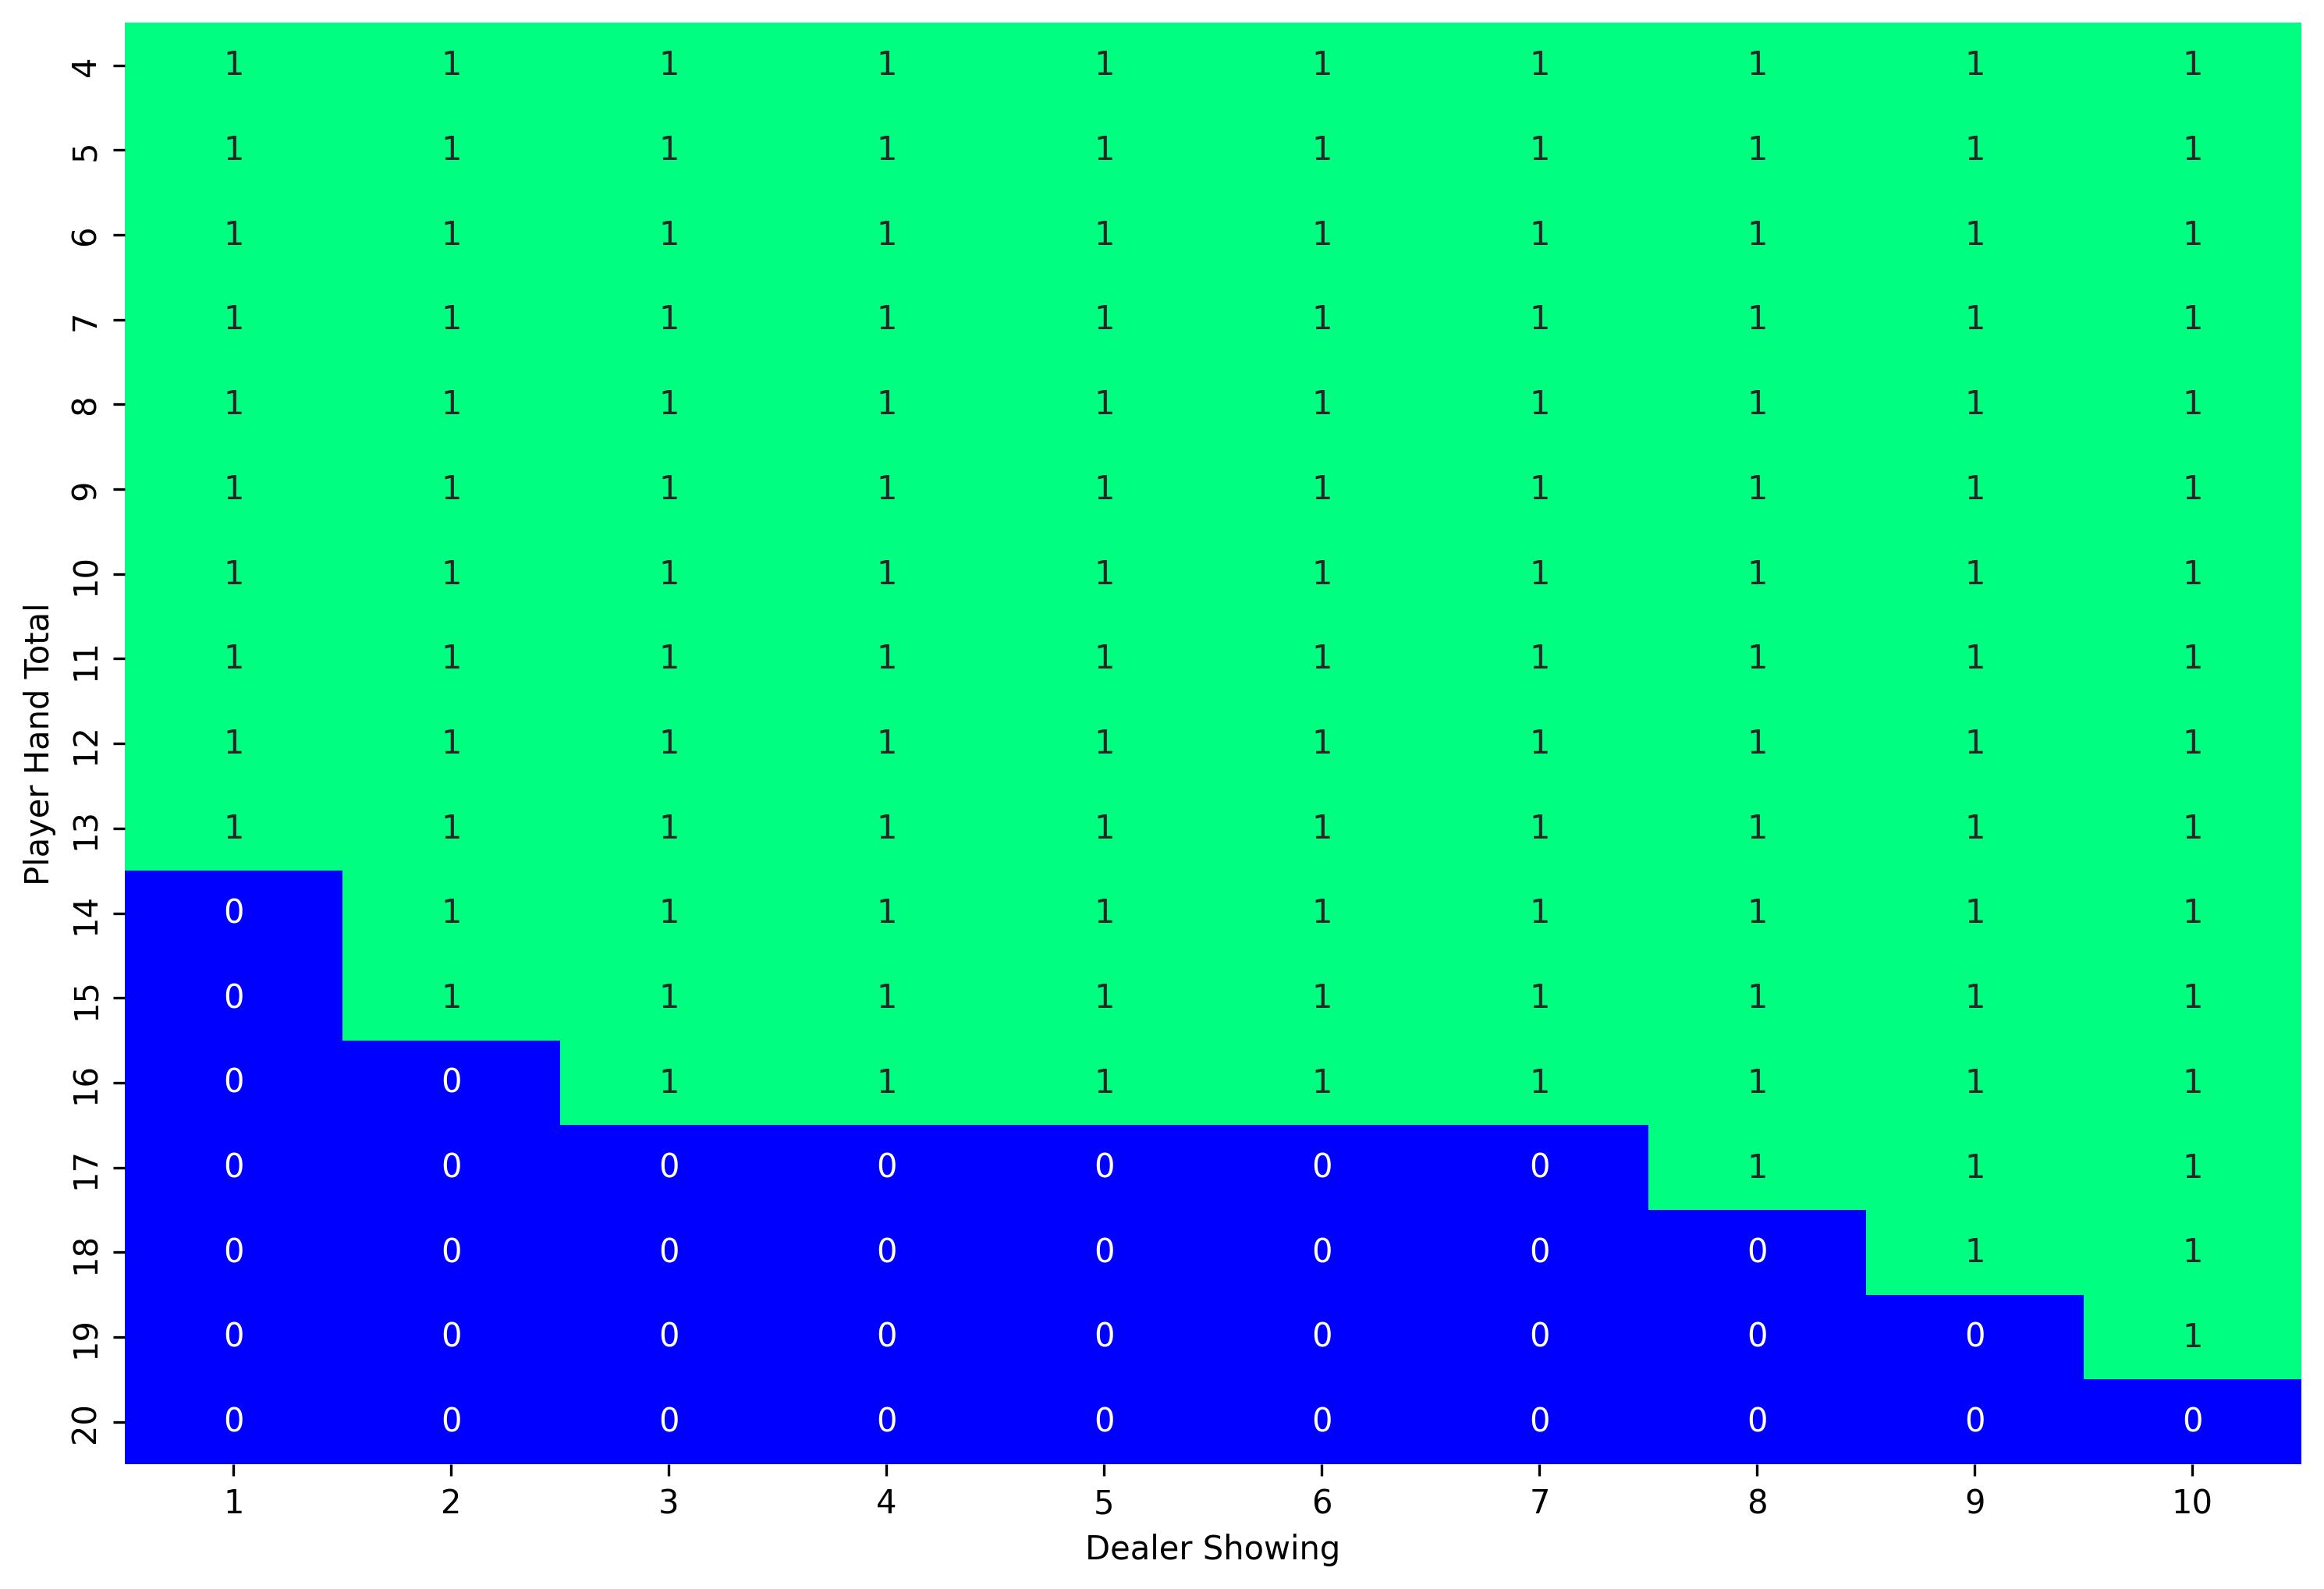 Player Hand Total
4 1 1 1 1 1 1 1 1 1 1
5 1 1 1 1 1 1 1 1 1 1
6 1 1 1 1 1 1 1 1 1 1
7 1 1 1 1 1 1 1 1 1 1
8 1 1 1 1 1 1 1 1 1 1
9 1 1 1 1 1 1 1 1 1 1
10 1 1 1 1 1 1 1 1 1 1
11 1 1 1 1 1 1 1 1 1 1
12 1 1 1 1 1 1 1 1 1 1
13 1 1 1 1 1 1 1 1 1 1
14 0 1 1 1 1 1 1 1 1 1
15 0 1 1 1 1 1 1 1 1 1
16 0 0 1 1 1 1 1 1 1 1
17 0 0 0 0 0 0 0 1 1 1
18 0 0 0 0 0 0 0 0 1 1
19 0 0 0 0 0 0 0 0 0 1
20 0 0 0 0 0 0 0 0 0 0
1 2 3 4 5 6 7 8 9 10
Dealer Showing